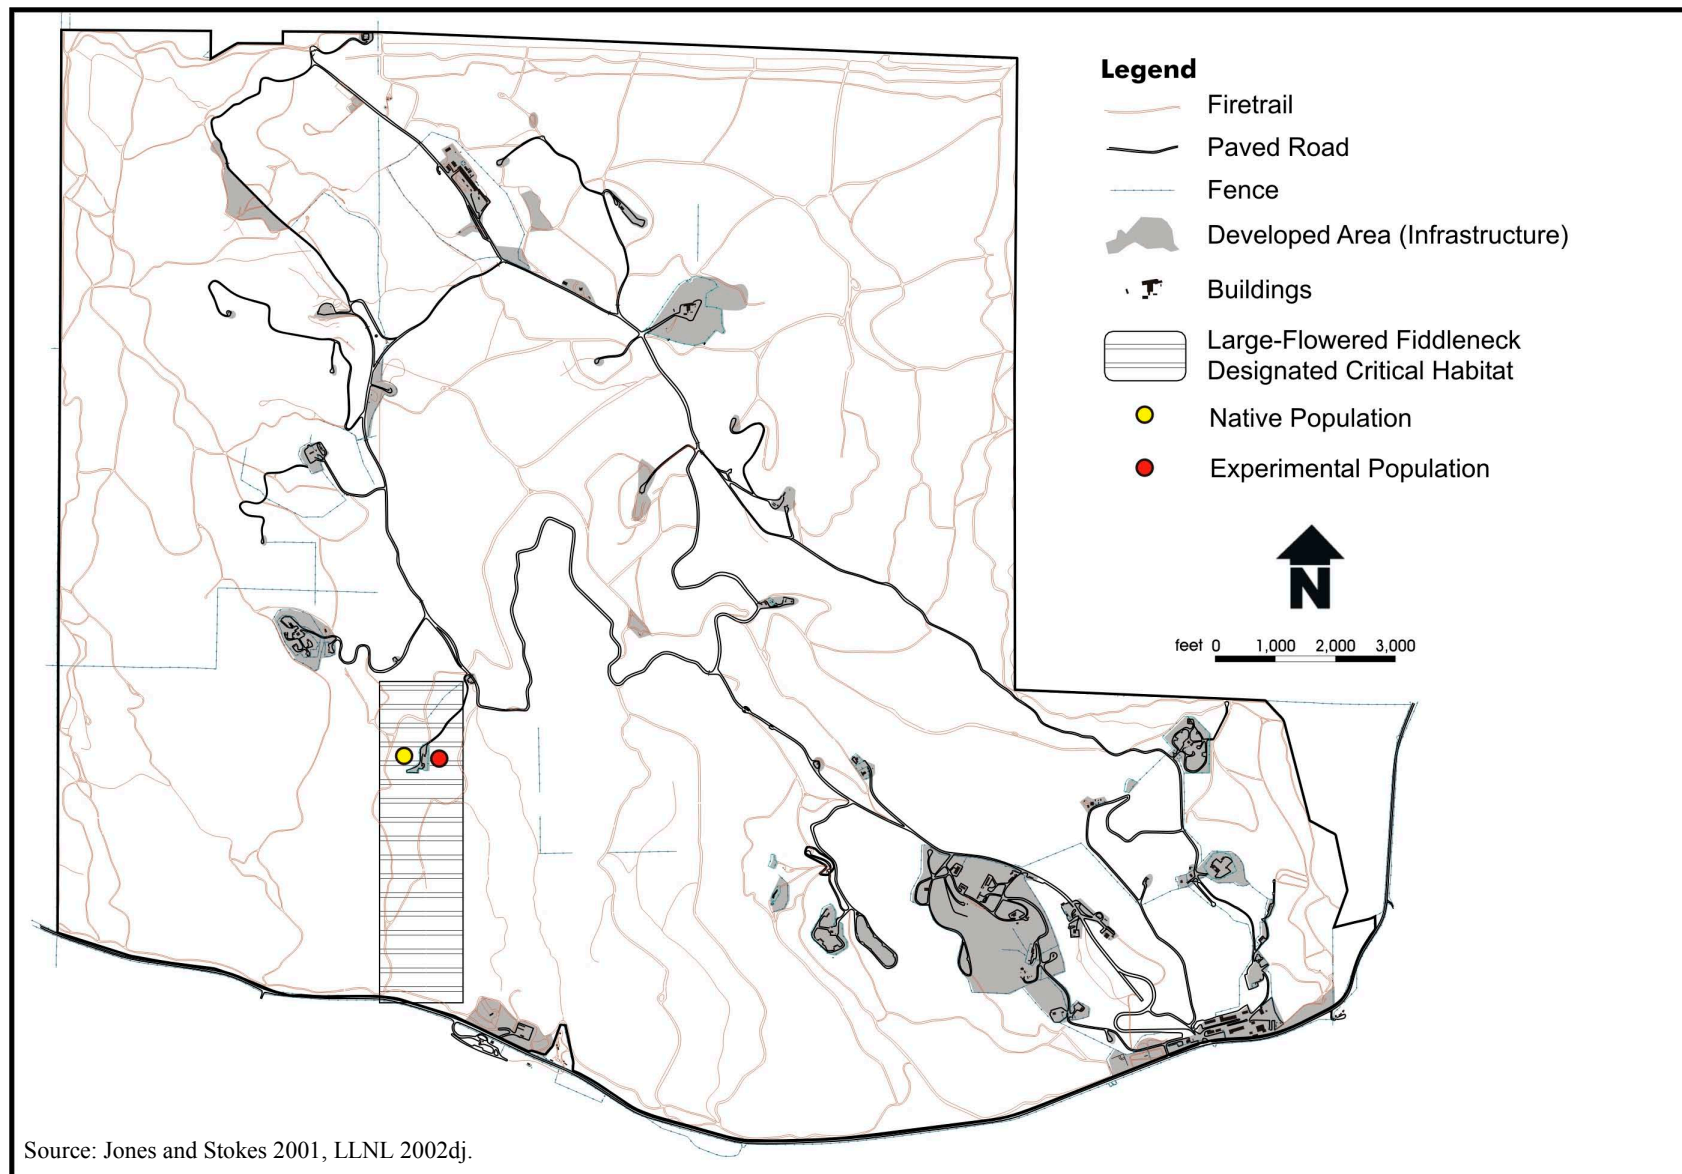 Legend
Firetrail
Paved Road
Fence
Developed Area (Infrastructure)
Buildings
Large-Flowered Fiddleneck
Designated Critical Habitat
Native Population
Experimental Population
N
feet 0 1,000 2,000 3,000
Source: Jones and Stokes 2001, LLNL 2002dj.